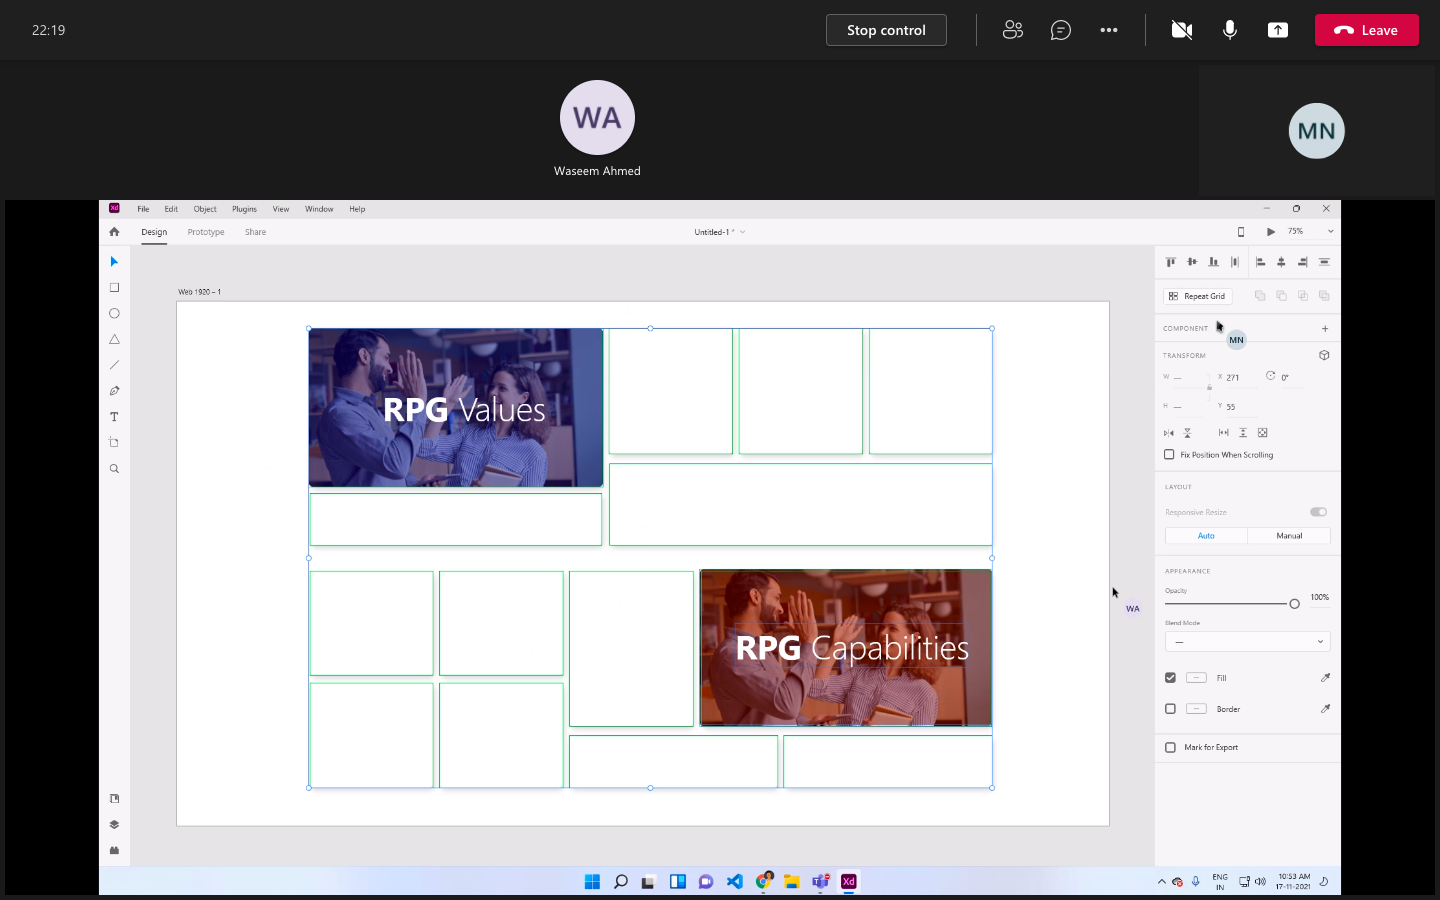 22:19
Stop control
Leave
WA
Waseem Ahmed
MN
Xd File Edit Object Plugins View Window Help
Design Prototype Share
Untitled-1 *
75%
Web 1920 – 1
Repeat Grid
COMPONENT
MN
TRANSFORM
W — X 271 0°
H — Y 55
Fix Position When Scrolling
LAYOUT
Responsive Resize
Auto Manual
APPEARANCE
Opacity
100%
Blend Mode
—
Fill
Border
Mark for Export
RPG Values
RPG Capabilities
WA
T
Xd
ENG
IN
10:53 AM
17-11-2021